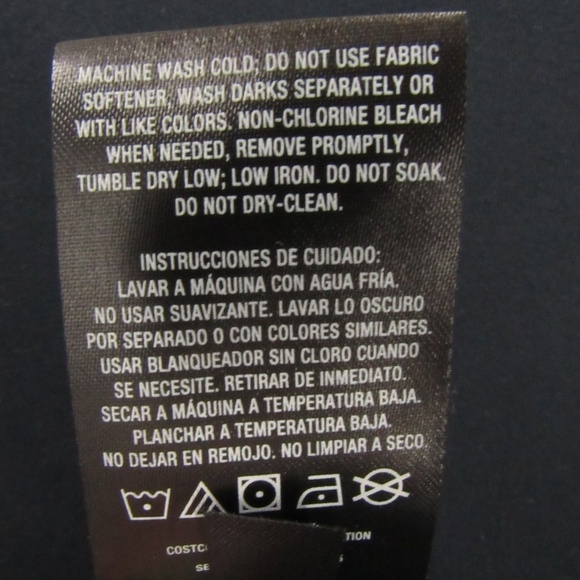 MACHINE WASH COLD; DO NOT USE FABRIC
SOFTENER. WASH DARKS SEPARATELY OR
WITH LIKE COLORS. NON-CHLORINE BLEACH
WHEN NEEDED, REMOVE PROMPTLY,
TUMBLE DRY LOW; LOW IRON. DO NOT SOAK.
DO NOT DRY-CLEAN.
INSTRUCCIONES DE CUIDADO:
LAVAR A MÁQUINA CON AGUA FRÍA.
NO USAR SUAVIZANTE. LAVAR LO OSCURO
POR SEPARADO O CON COLORES SIMILARES.
USAR BLANQUEADOR SIN CLORO CUANDO
SE NECESITE. RETIRAR DE INMEDIATO.
SECAR A MÁQUINA A TEMPERATURA BAJA.
PLANCHAR A TEMPERATURA BAJA.
NO DEJAR EN REMOJO. NO LIMPIAR A SECO.